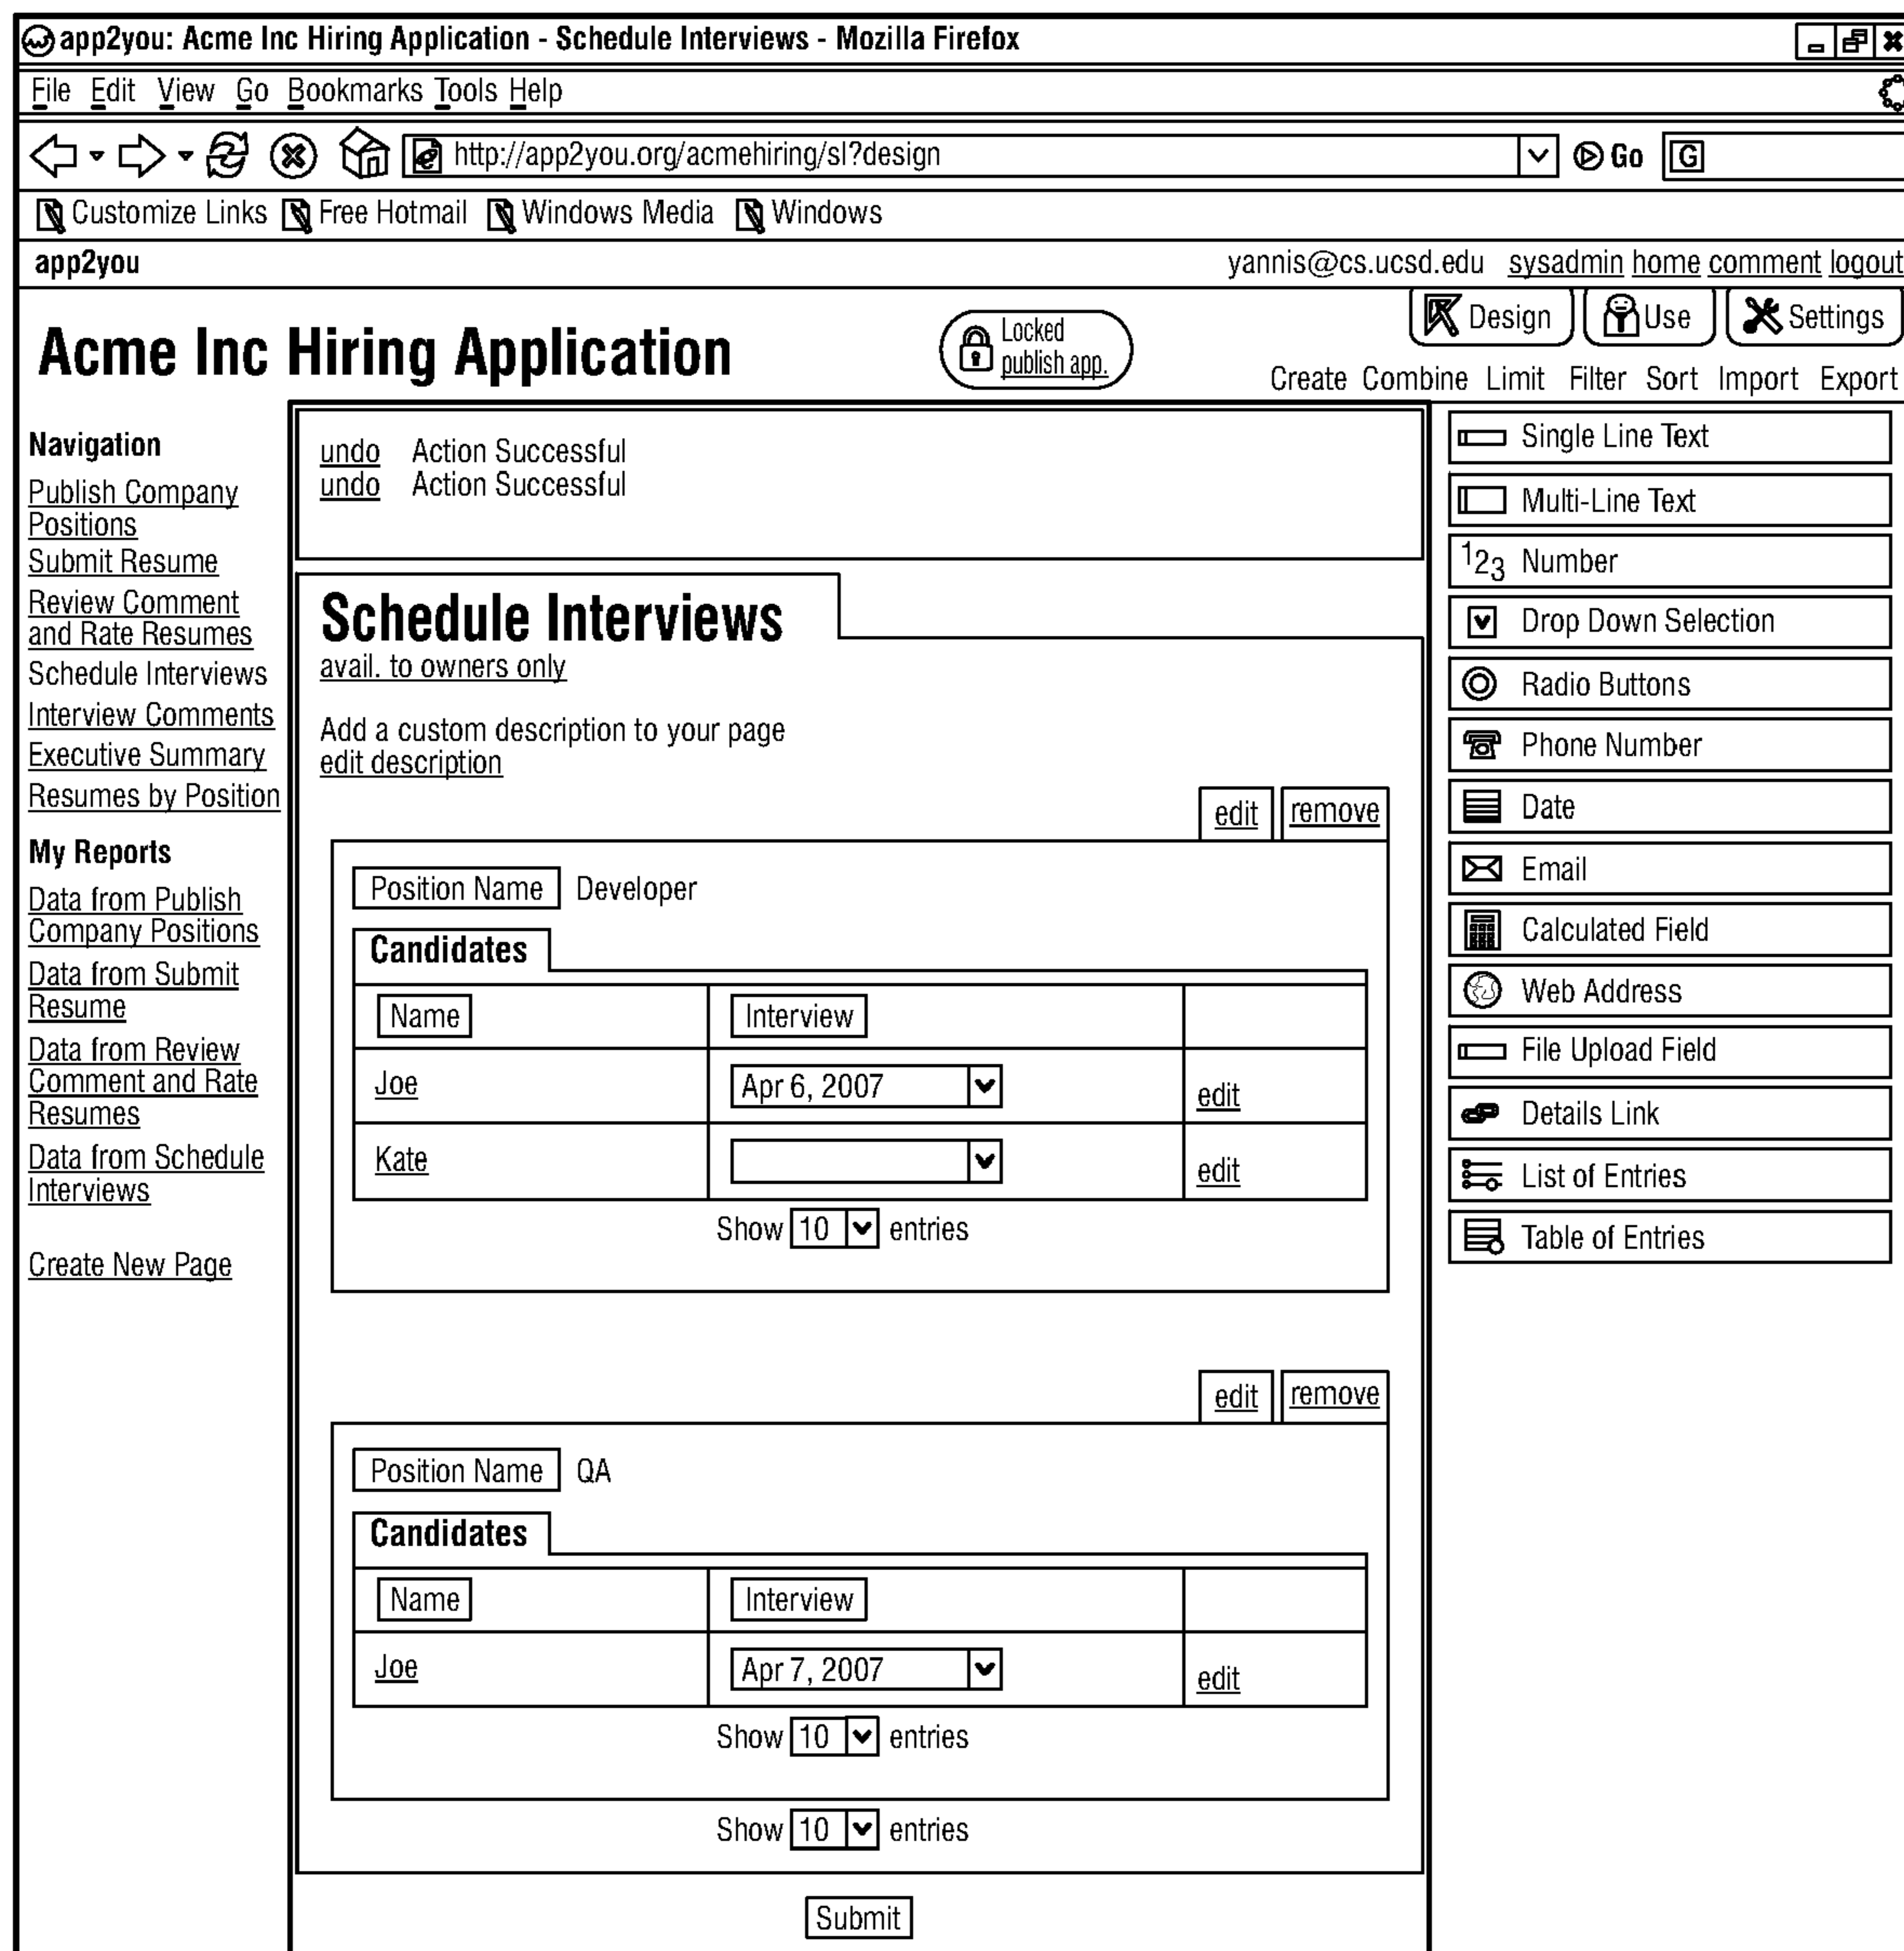 app2you: Acme Inc Hiring Application - Schedule Interviews - Mozilla Firefox
File Edit View Go Bookmarks Tools Help
http://app2you.org/acmehiring/sl?design
Go
G
Customize Links Free Hotmail Windows Media Windows
app2you
yannis@cs.ucsd.edu sysadmin home comment logout
Acme Inc Hiring Application
Locked
publish app.
Design Use Settings
Create Combine Limit Filter Sort Import Export
Navigation
Publish Company
Positions
Submit Resume
Review Comment
and Rate Resumes
Schedule Interviews
Interview Comments
Executive Summary
Resumes by Position
My Reports
Data from Publish
Company Positions
Data from Submit
Resume
Data from Review
Comment and Rate
Resumes
Data from Schedule
Interviews
Create New Page
undo Action Successful
undo Action Successful
Schedule Interviews
avail. to owners only
Add a custom description to your page
edit description
edit remove
Position Name Developer
Candidates
Name Interview
Joe Apr 6, 2007 edit
Kate edit
Show 10 entries
edit remove
Position Name QA
Candidates
Name Interview
Joe Apr 7, 2007 edit
Show 10 entries
Show 10 entries
Submit
Single Line Text
Multi-Line Text
123 Number
Drop Down Selection
Radio Buttons
Phone Number
Date
Email
Calculated Field
Web Address
File Upload Field
Details Link
List of Entries
Table of Entries